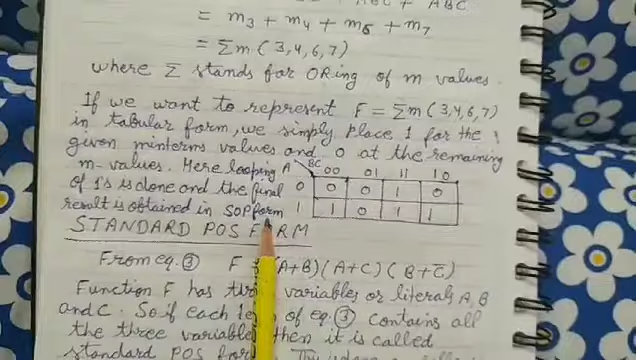 ABC
= m3 + m4 + m6 + m7
= Σm (3,4,6,7)
where Σ stands for ORing of m values.
If we want to represent F = Σm (3,4,6,7)
in tabular form, we simply place 1 for the
given minterms values and 0 at the remaining
m-values. Here looping
of 1's is done and the final
result is obtained in SOP form
A BC 00 01 11 10
0 0 0 1 0
1 1 0 1 1
STANDARD POS FORM
From eq. ③ F (A+B)(A+C)(B+C̅)
Function F has variables or literals A, B
and C. So if each of eq. ③ contains all
the three variable then it is called
standard POS